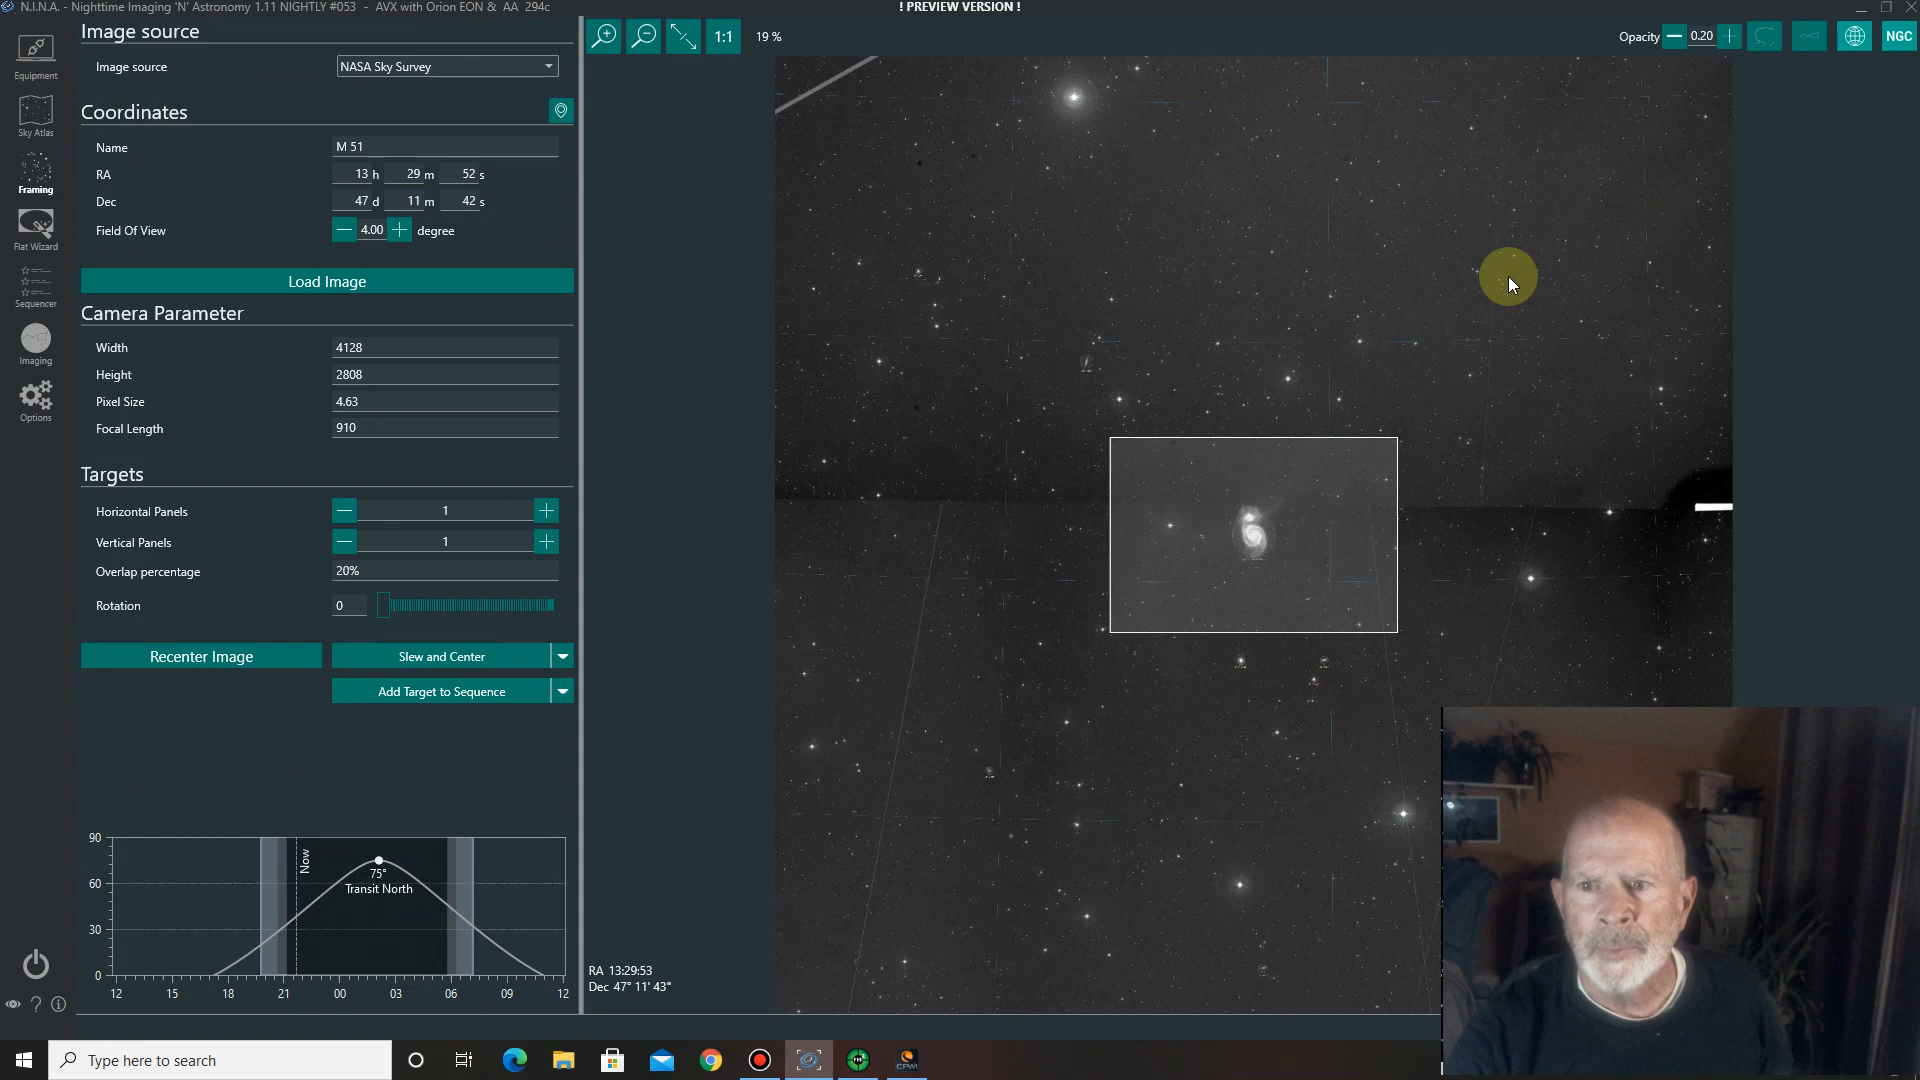 N.I.N.A. - Nighttime Imaging 'N' Astronomy 1.11 NIGHTLY #053 - AVX with Orion EON & AA 294c
! PREVIEW VERSION !
Image source
Image source NASA Sky Survey
Coordinates
Name M 51
RA 13 h 29 m 52 s
Dec 47 d 11 m 42 s
Field Of View 4.00 degree
Load Image
Camera Parameter
Width 4128
Height 2808
Pixel Size 4.63
Focal Length 910
Targets
Horizontal Panels 1
Vertical Panels 1
Overlap percentage 20%
Rotation 0
Recenter Image Slew and Center
Add Target to Sequence
90
60
30
0
Now
75°
Transit North
12 15 18 21 00 03 06 09 12
Equipment
Sky Atlas
Framing
Flat Wizard
Sequencer
Imaging
Options
?
1:1 19 %
Opacity 0.20 NGC
RA 13:29:53
Dec 47° 11' 43"
Type here to search
CPWI